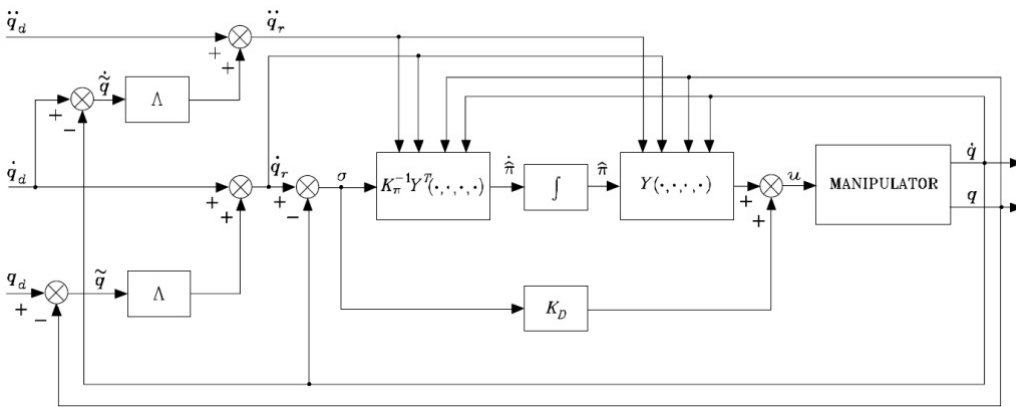 q̈_d
q̈_r
+ +
q̃̇
Λ
+ −
q̇_d
q̇_r
σ
K_π^{-1}Y^T(·,·,·,·)
π̂̇
∫
π̂
Y(·,·,·,·)
u
MANIPULATOR
q̇
q
+ +
+ −
+ +
q_d
q̃
Λ
K_D
+ −